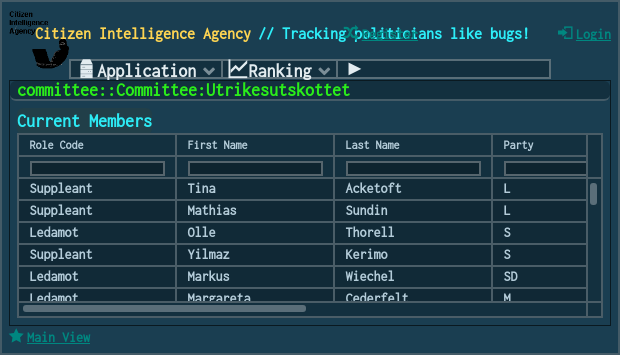 Citizen
Intelligence
Agency
Citizen Intelligence Agency // Tracking politicians like bugs!
Register
Login
Application
Ranking
committee::Committee:Utrikesutskottet
Current Members
Role Code First Name Last Name Party
Suppleant Tina Acketoft L
Suppleant Mathias Sundin L
Ledamot Olle Thorell S
Suppleant Yilmaz Kerimo S
Ledamot Markus Wiechel SD
Ledamot Margareta Cederfelt M
Main View